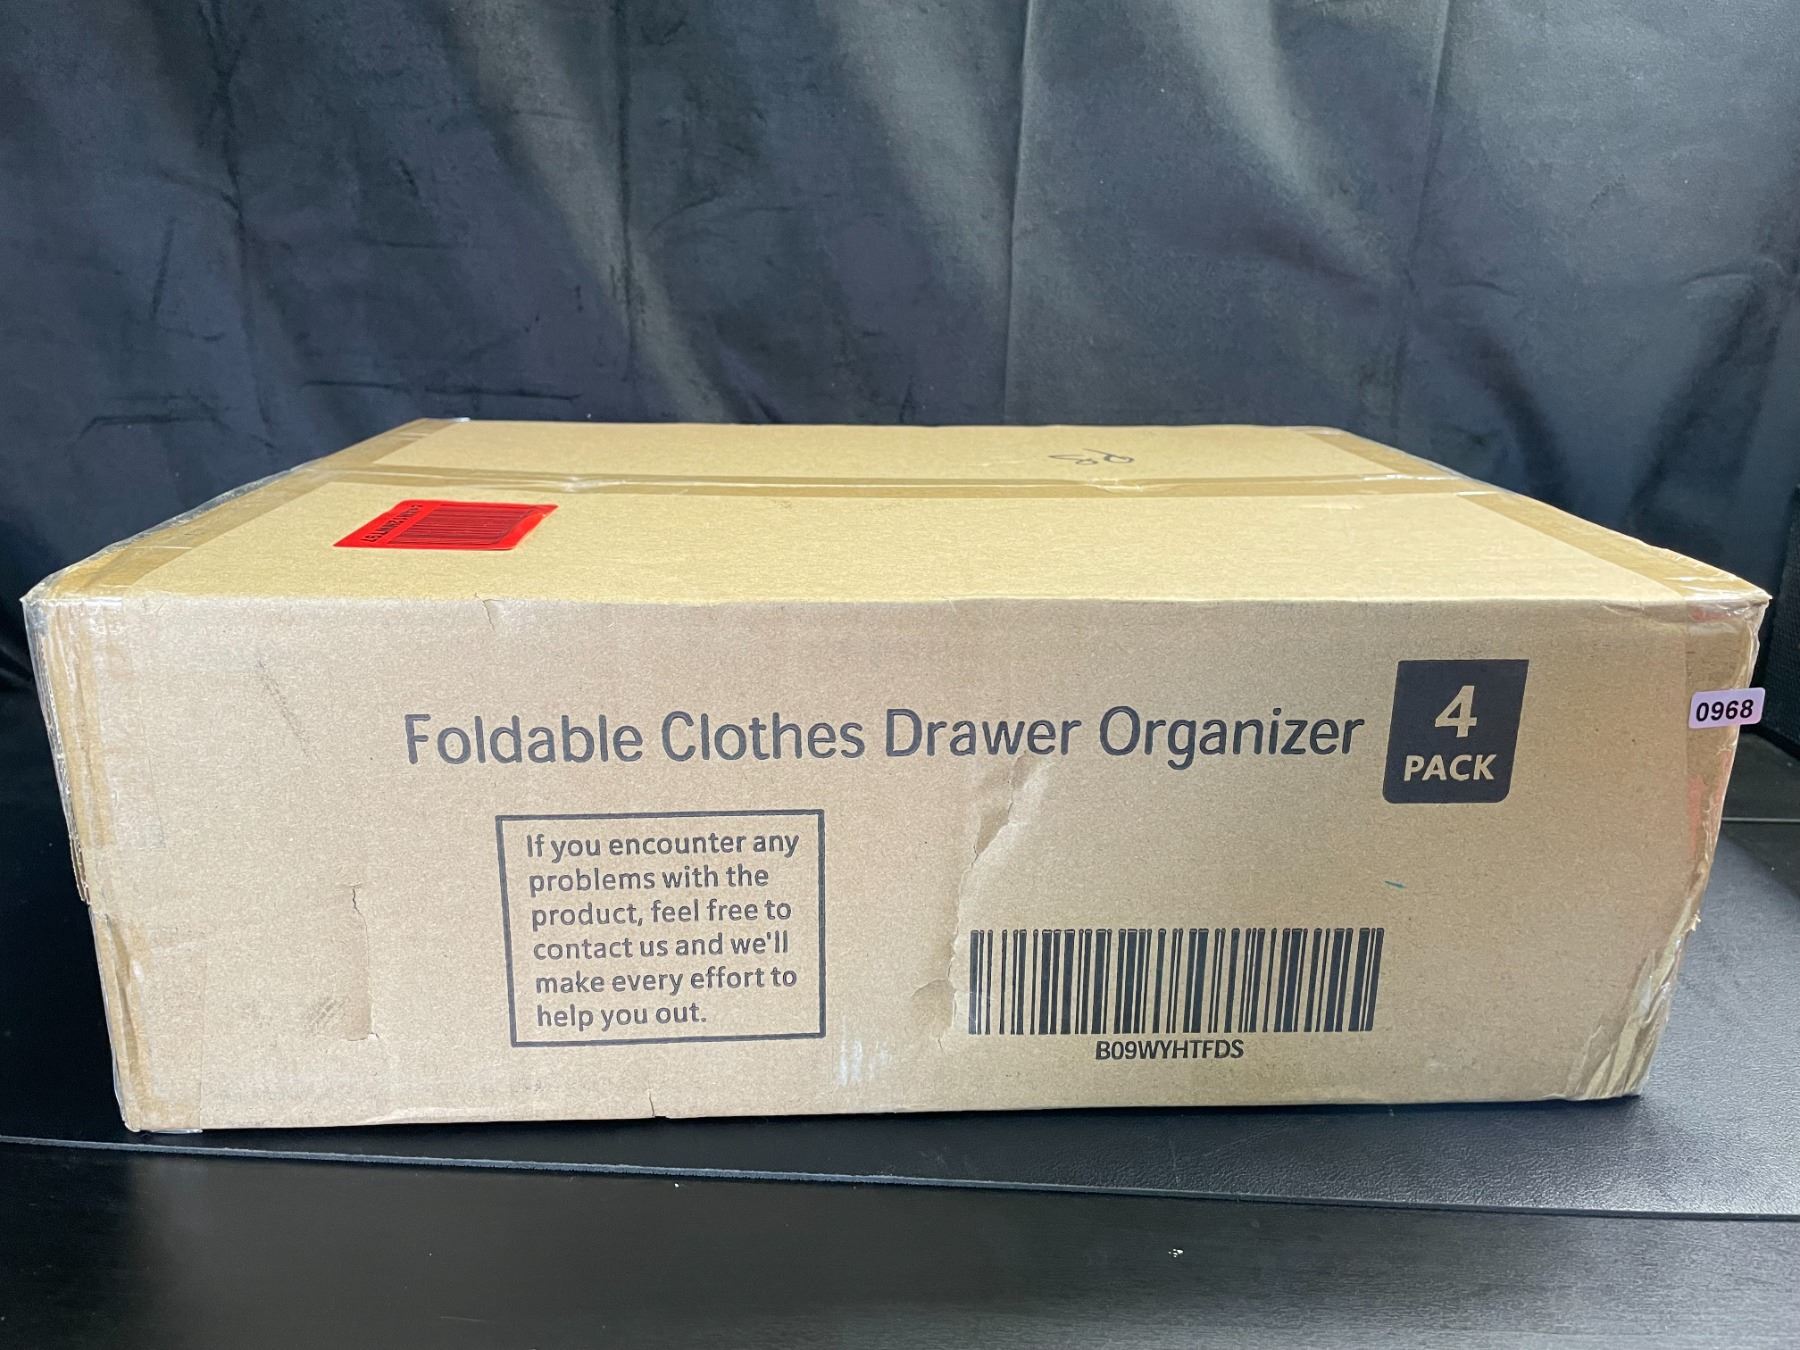 Foldable Clothes Drawer Organizer
4
PACK
0968
If you encounter any
problems with the
product, feel free to
contact us and we'll
make every effort to
help you out.
B09WYHTFDS